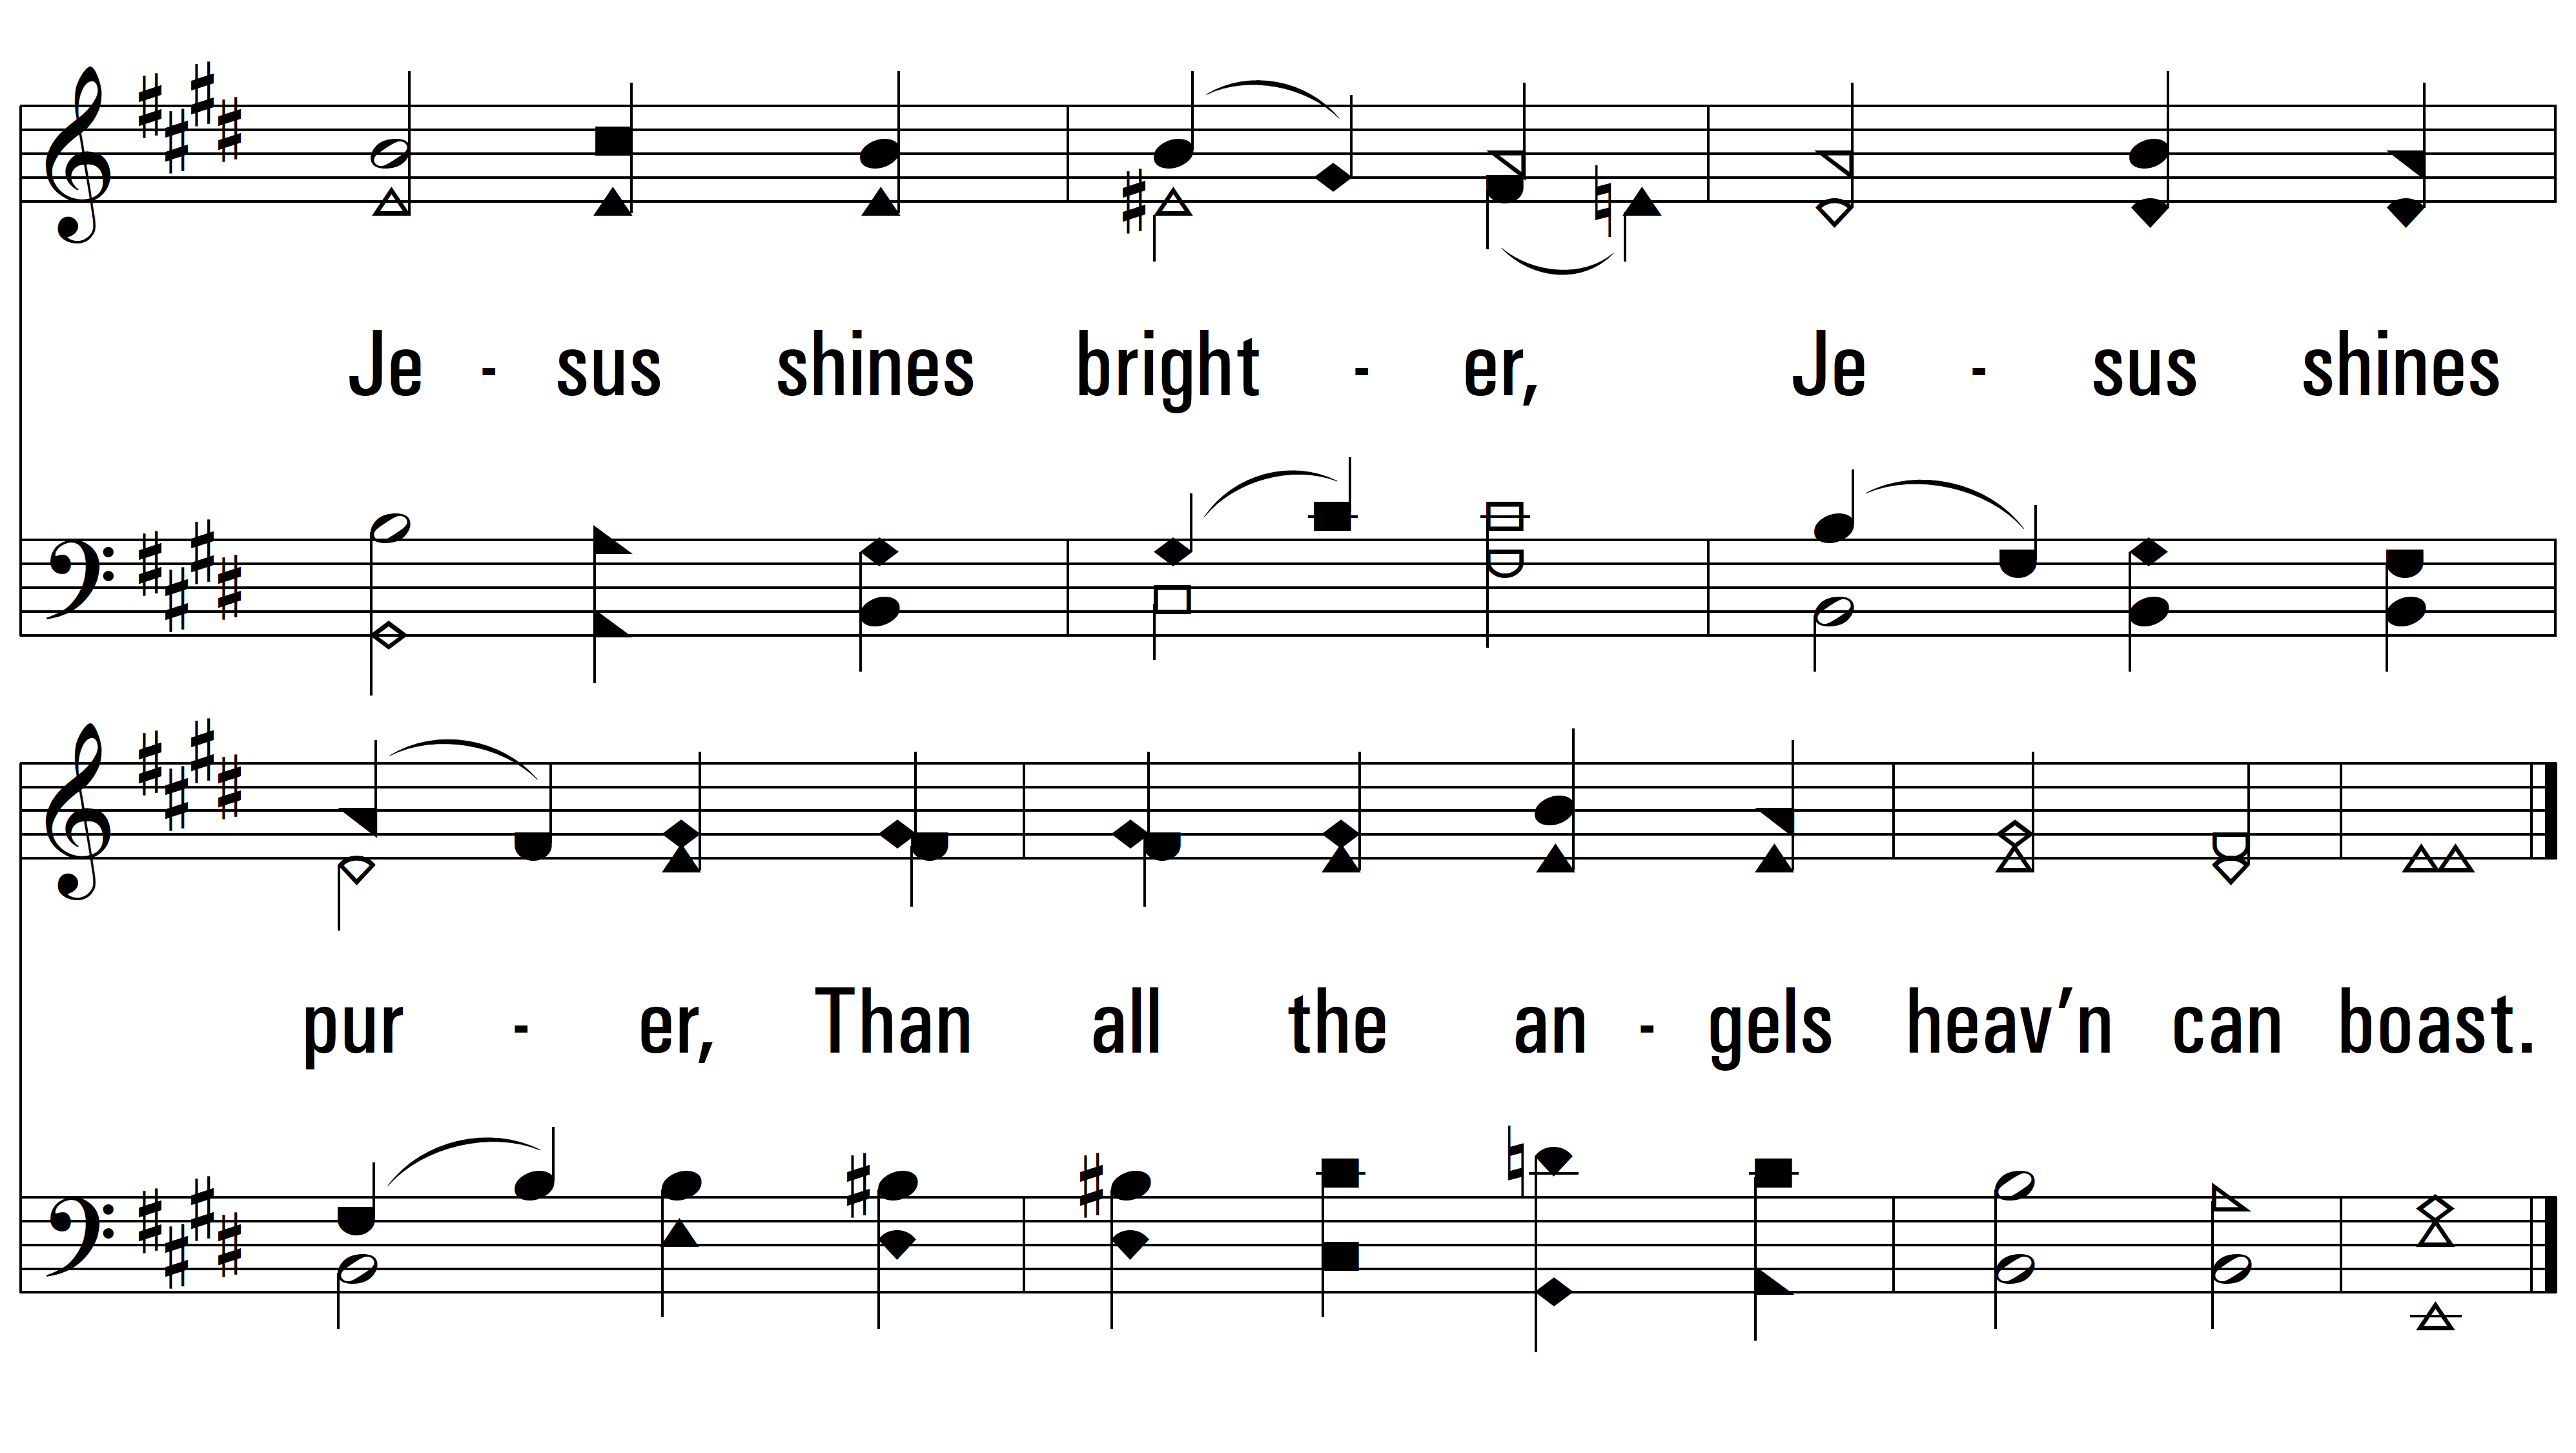 Je - sus shines bright - er, Je - sus shines
pur - er, Than all the an - gels heav’n can boast.